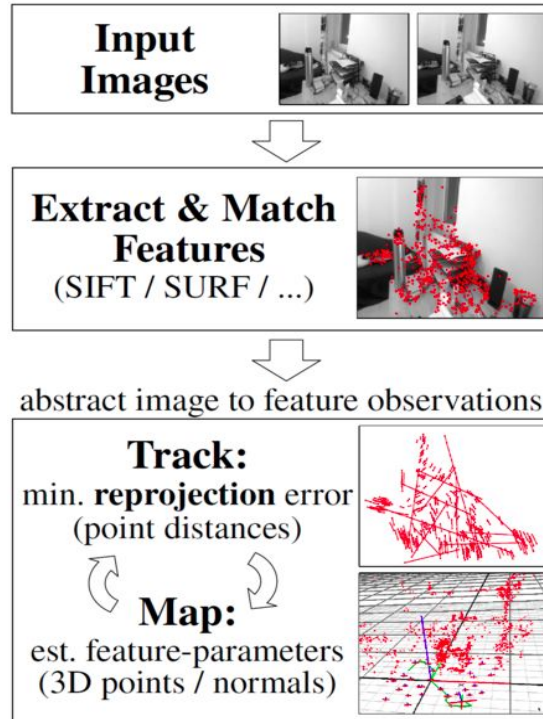 Input
Images
Extract & Match
Features
(SIFT / SURF / ...)
abstract image to feature observations
Track:
min. reprojection error
(point distances)
Map:
est. feature-parameters
(3D points / normals)